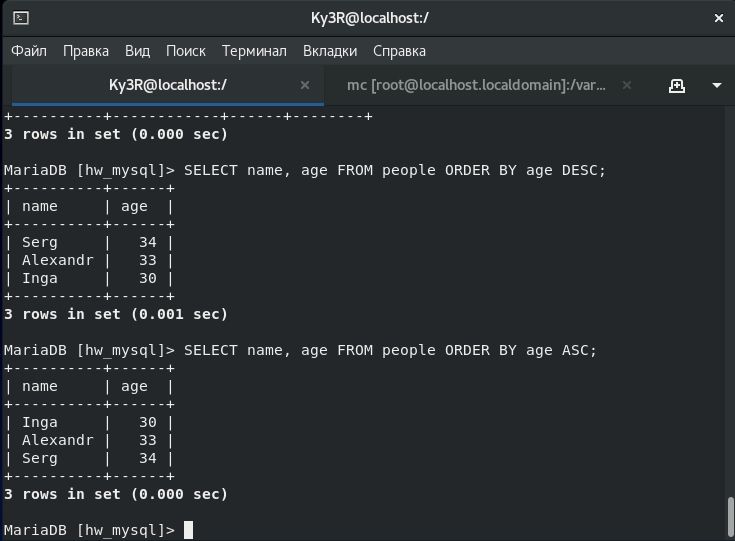 Ky3R@localhost:/
Файл Правка Вид Поиск Терминал Вкладки Справка
Ky3R@localhost:/ mc [root@localhost.localdomain]:/var...
+----------+------------+------+--------+
3 rows in set (0.000 sec)
MariaDB [hw_mysql]> SELECT name, age FROM people ORDER BY age DESC;
+----------+------+
| name     | age  |
+----------+------+
| Serg     |   34 |
| Alexandr |   33 |
| Inga     |   30 |
+----------+------+
3 rows in set (0.001 sec)
MariaDB [hw_mysql]> SELECT name, age FROM people ORDER BY age ASC;
+----------+------+
| name     | age  |
+----------+------+
| Inga     |   30 |
| Alexandr |   33 |
| Serg     |   34 |
+----------+------+
3 rows in set (0.000 sec)
MariaDB [hw_mysql]>